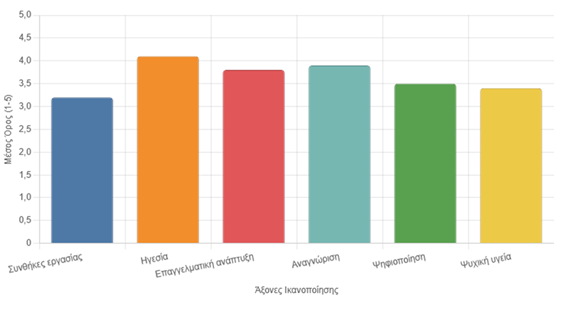 5,0
4,5
4,0
3,5
3,0
2,5
2,0
1,5
1,0
0,5
0
Μέσος Όρος (1-5)
Συνθήκες εργασίας
Ηγεσία
Επαγγελματική ανάπτυξη
Αναγνώριση
Ψηφιοποίηση
Ψυχική υγεία
Άξονες Ικανοποίησης